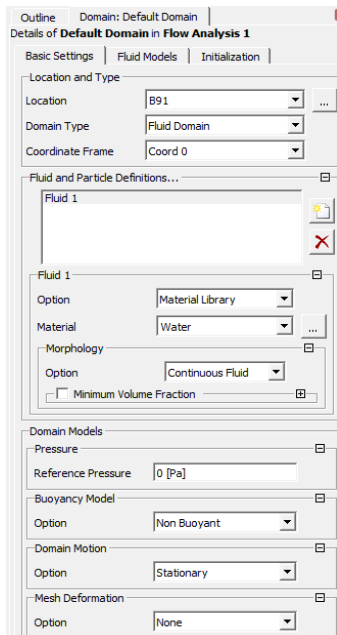 Outline Domain: Default Domain
Details of Default Domain in Flow Analysis 1
Basic Settings Fluid Models Initialization
Location and Type
Location B91 ...
Domain Type Fluid Domain
Coordinate Frame Coord 0
Fluid and Particle Definitions...
Fluid 1
Fluid 1
Option Material Library
Material Water ...
Morphology
Option Continuous Fluid
Minimum Volume Fraction
Domain Models
Pressure
Reference Pressure 0 [Pa]
Buoyancy Model
Option Non Buoyant
Domain Motion
Option Stationary
Mesh Deformation
Option None